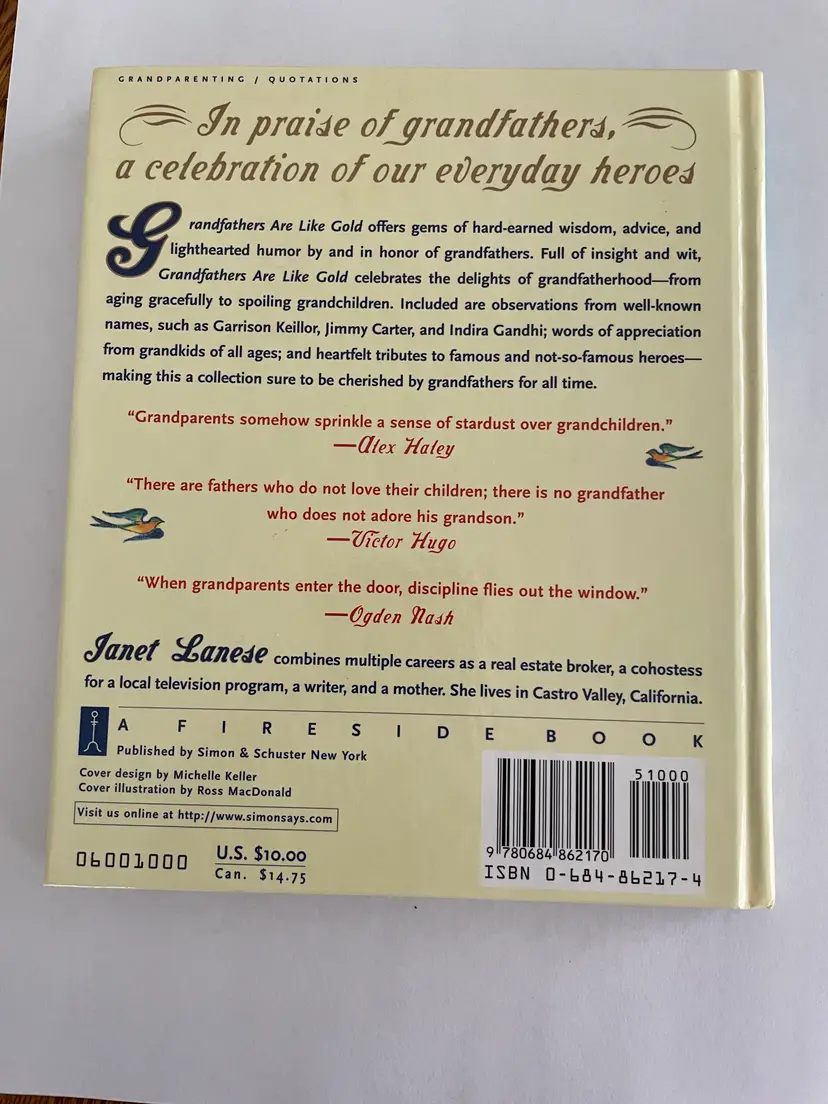 GRANDPARENTING / QUOTATIONS
In praise of grandfathers,
a celebration of our everyday heroes
Grandfathers Are Like Gold offers gems of hard-earned wisdom, advice, and
lighthearted humor by and in honor of grandfathers. Full of insight and wit,
Grandfathers Are Like Gold celebrates the delights of grandfatherhood—from
aging gracefully to spoiling grandchildren. Included are observations from well-known
names, such as Garrison Keillor, Jimmy Carter, and Indira Gandhi; words of appreciation
from grandkids of all ages; and heartfelt tributes to famous and not-so-famous heroes—
making this a collection sure to be cherished by grandfathers for all time.
“Grandparents somehow sprinkle a sense of stardust over grandchildren.”
—Alex Haley
“There are fathers who do not love their children; there is no grandfather
who does not adore his grandson.”
—Victor Hugo
“When grandparents enter the door, discipline flies out the window.”
—Ogden Nash
Janet Lanese combines multiple careers as a real estate broker, a cohostess
for a local television program, a writer, and a mother. She lives in Castro Valley, California.
A FIRESIDE BOOK
Published by Simon & Schuster New York
Cover design by Michelle Keller
Cover illustration by Ross MacDonald
Visit us online at http://www.simonsays.com
06001000
U.S. $10.00
Can. $14.75
51000
9 780684 862170
ISBN 0-684-86217-4